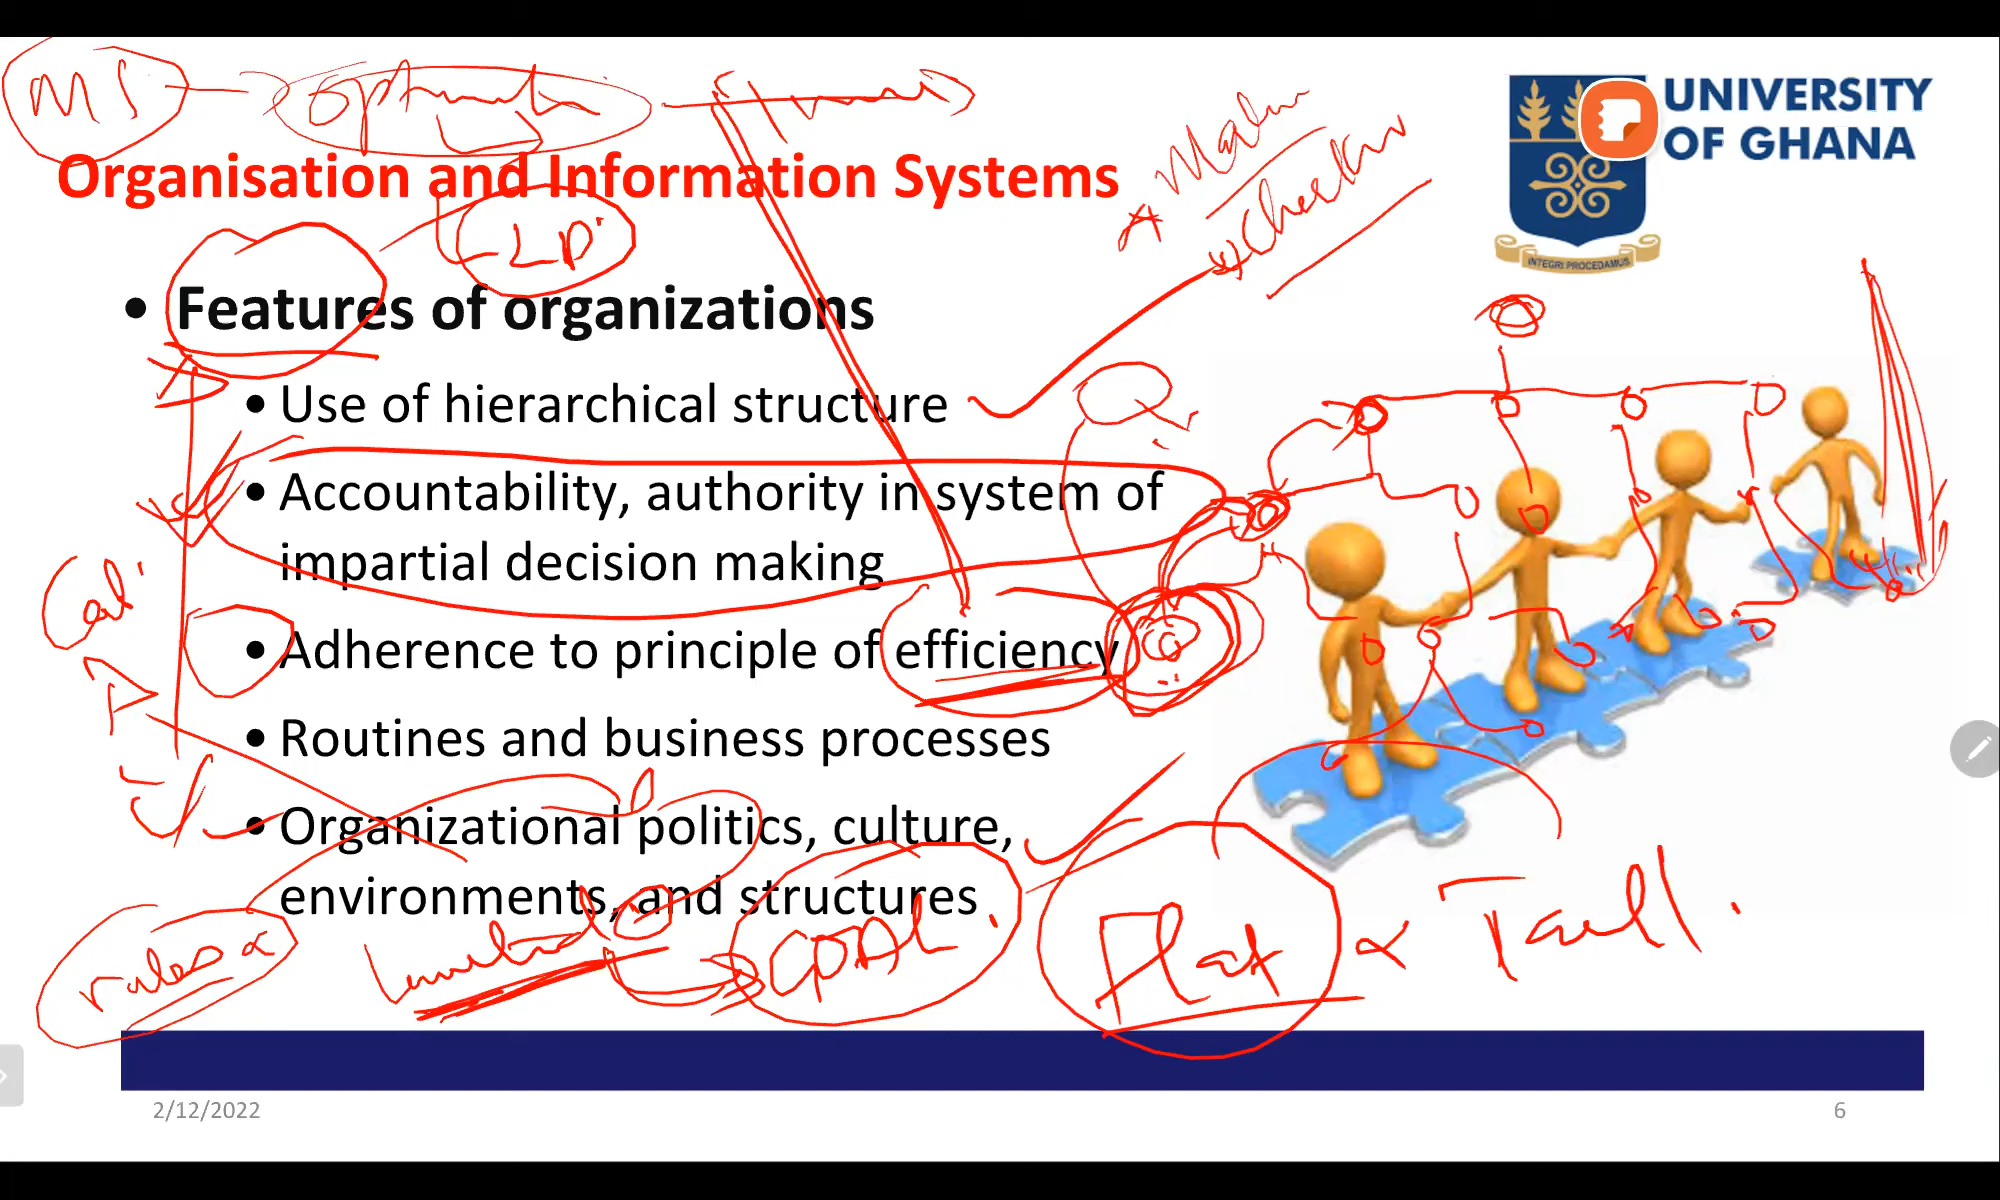 MS
LP
UNIVERSITY
OF GHANA
INTEGRI PROCEDAMUS
Organisation and Information Systems
• Features of organizations
• Use of hierarchical structure
• Accountability, authority in system of
impartial decision making
• Adherence to principle of efficiency
• Routines and business processes
• Organizational politics, culture,
environments, and structures
rules
GOAL.
Flat
Tall.
2/12/2022
6